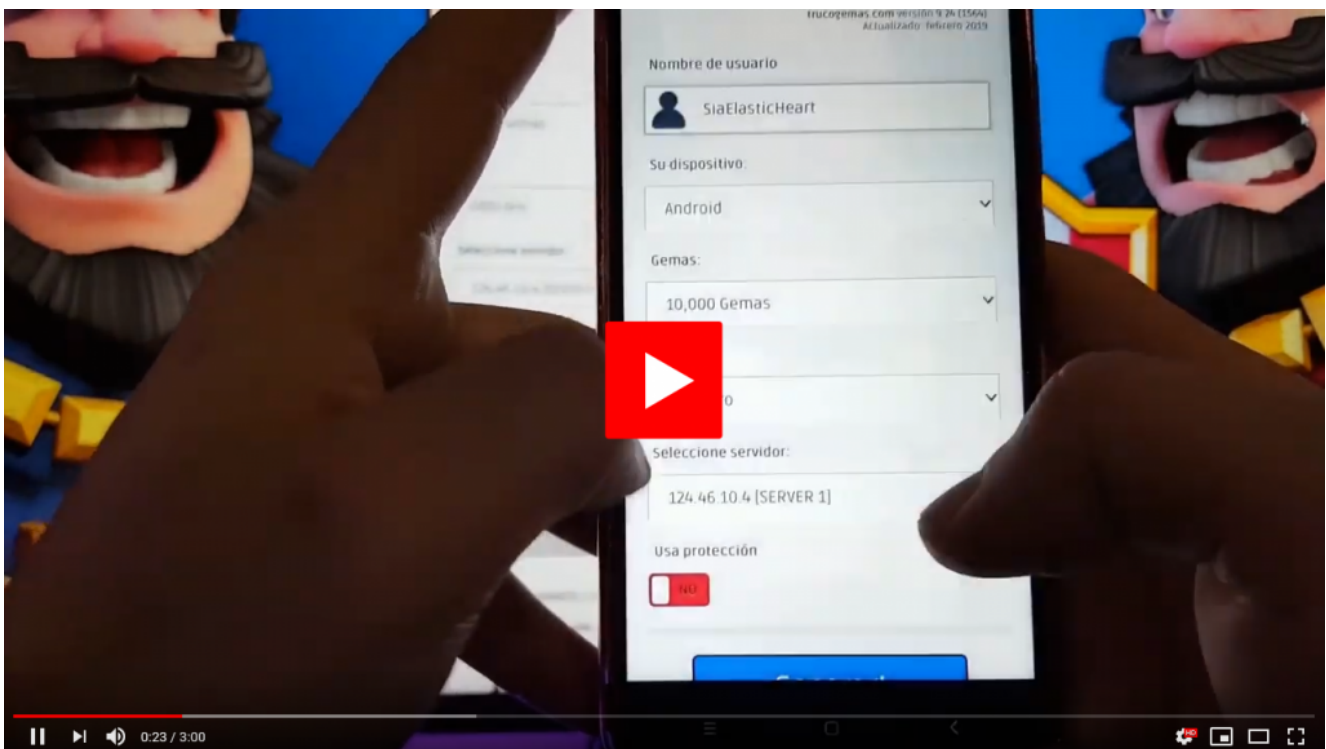 trucogemas.com versión 9.24 (1564)
Actualizado: febrero 2019
Nombre de usuario
SiaElasticHeart
Su dispositivo:
Android
Gemas:
10,000 Gemas
Seleccione servidor:
124.46.10.4 [SERVER 1]
Usa protección
NO
0:23 / 3:00
HD